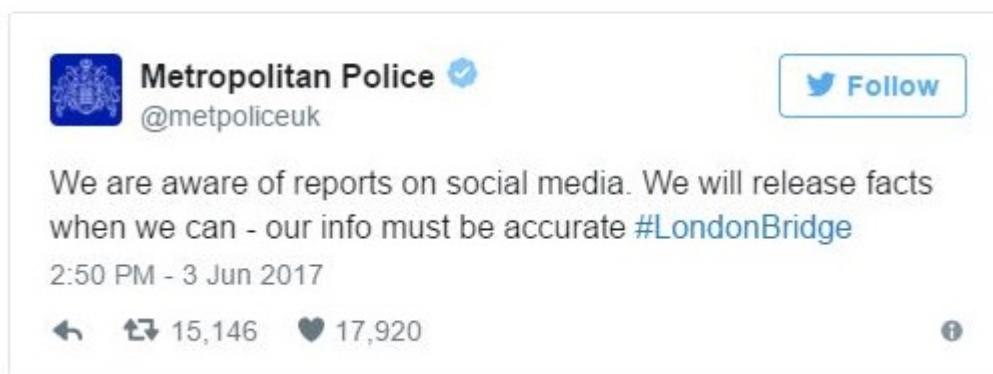 Metropolitan Police
@metpoliceuk
Follow
We are aware of reports on social media. We will release facts
when we can - our info must be accurate #LondonBridge
2:50 PM - 3 Jun 2017
15,146 17,920